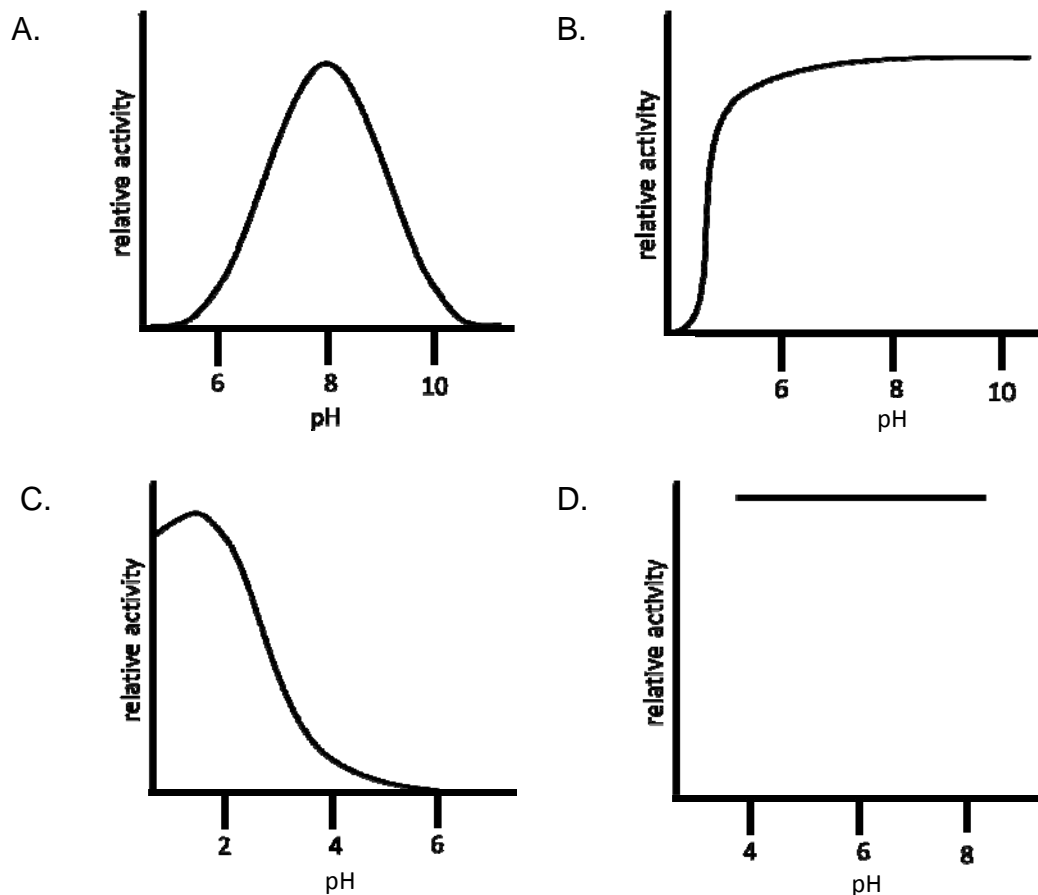 A.
relative activity
6 8 10
pH
B.
relative activity
6 8 10
pH
C.
relative activity
2 4 6
pH
D.
relative activity
4 6 8
pH